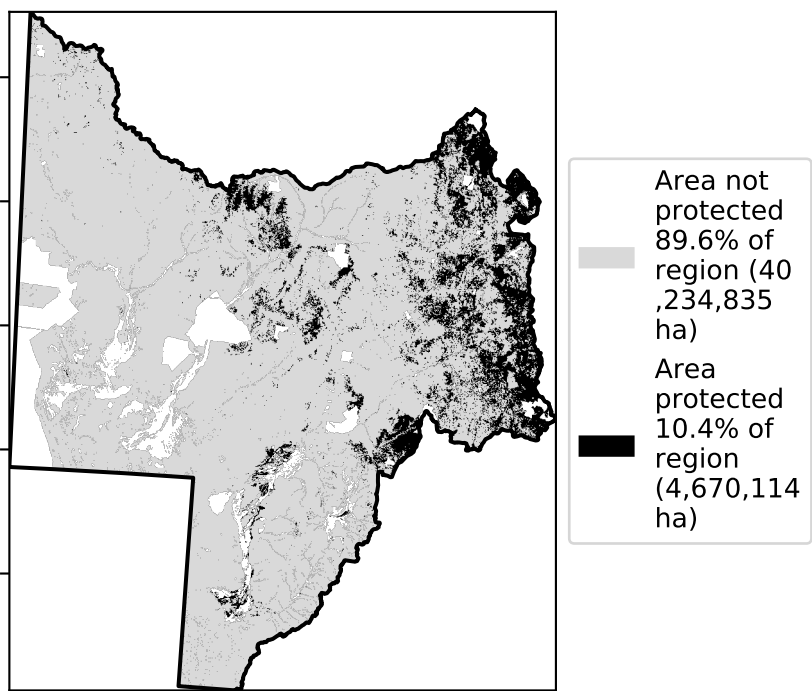 Area not
protected
89.6% of
region (40
,234,835
ha)
Area
protected
10.4% of
region
(4,670,114
ha)